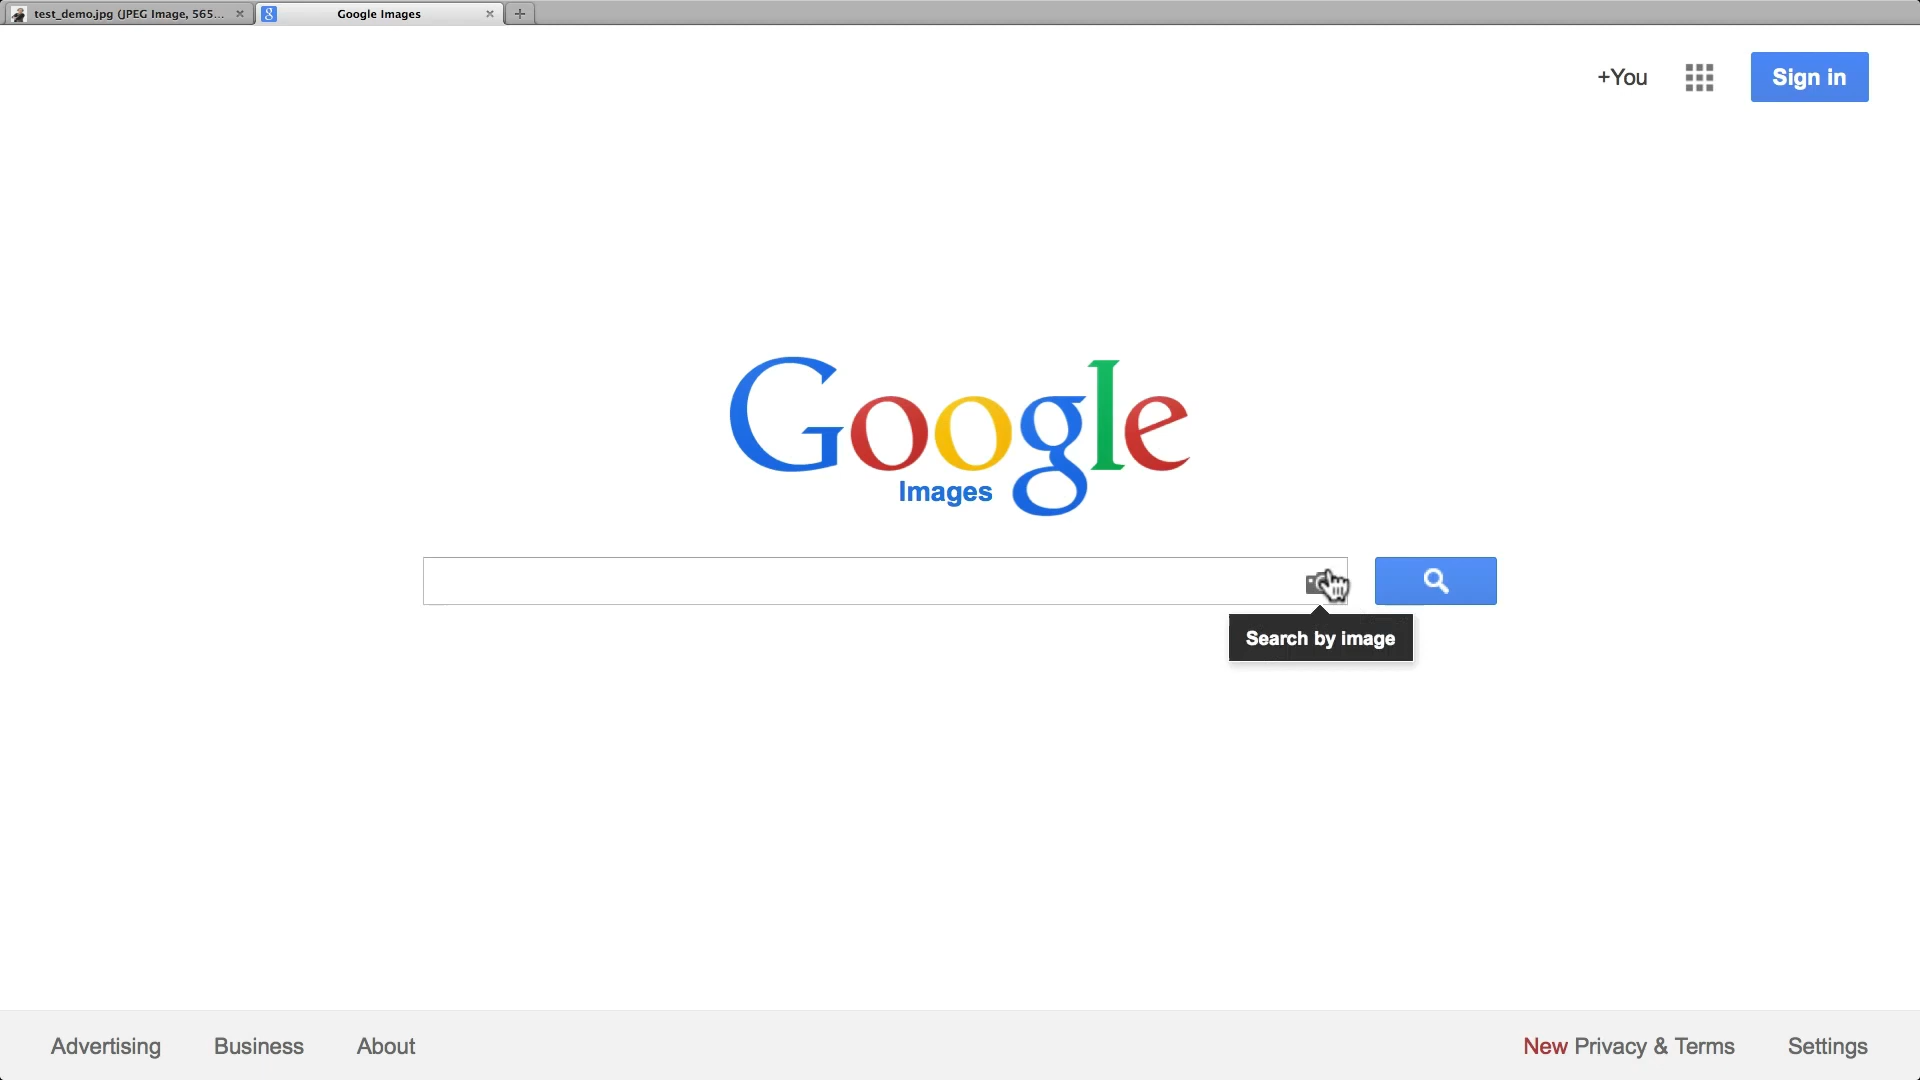 test_demo.jpg (JPEG Image, 565...
8
Google Images
+You
Sign in
Google
Images
Search by image
Advertising
Business
About
New Privacy & Terms
Settings